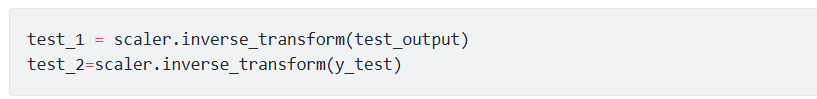 test_1 = scaler.inverse_transform(test_output)
test_2=scaler.inverse_transform(y_test)